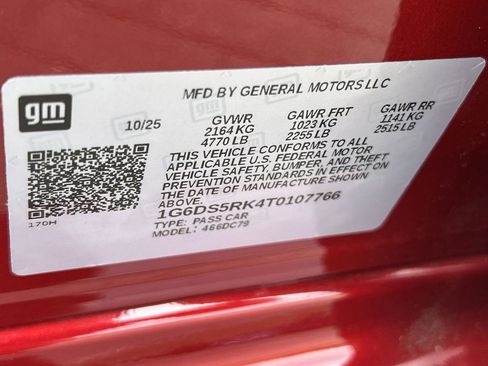 gm
MFD BY GENERAL MOTORS LLC
10/25 GVWR GAWR FRT GAWR RR
2164 KG 1023 KG 1141 KG
4770 LB 2255 LB 2515 LB
THIS VEHICLE CONFORMS TO ALL
APPLICABLE U.S. FEDERAL MOTOR
VEHICLE SAFETY, BUMPER, AND THEFT
PREVENTION STANDARDS IN EFFECT ON
THE DATE OF MANUFACTURE SHOWN
ABOVE.
1G6DS5RK4T0107766
TYPE: PASS CAR
MODEL: 466DC79
170H